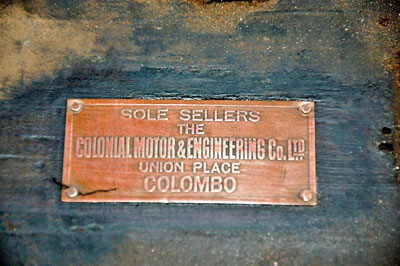 SOLE SELLERS
THE
COLONIAL MOTOR & ENGINEERING Co. LTD
UNION PLACE
COLOMBO